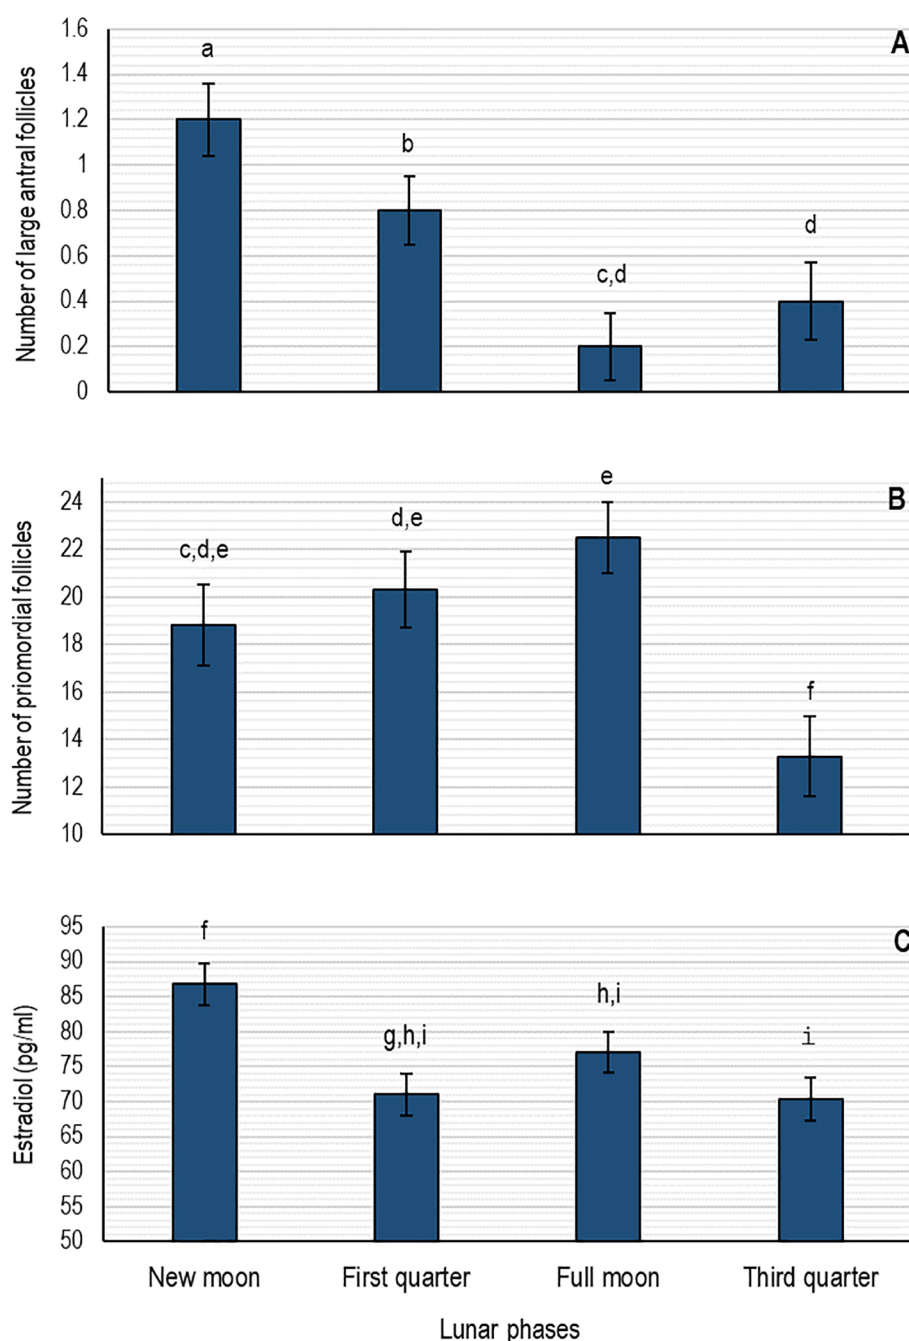 A
Number of large antral follicles
1.6
1.4
1.2
1
0.8
0.6
0.4
0.2
0
a
b
c,d
d
B
Number of priomordial follicles
24
22
20
18
16
14
12
10
c,d,e
d,e
e
f
C
Estradiol (pg/ml)
95
90
85
80
75
70
65
60
55
50
f
g,h,i
h,i
i
New moon First quarter Full moon Third quarter
Lunar phases